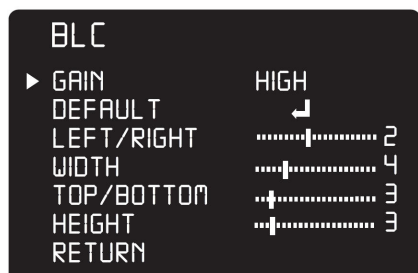 BLC
GAIN HIGH
DEFAULT
LEFT/RIGHT 2
WIDTH 4
TOP/BOTTOM 3
HEIGHT 3
RETURN